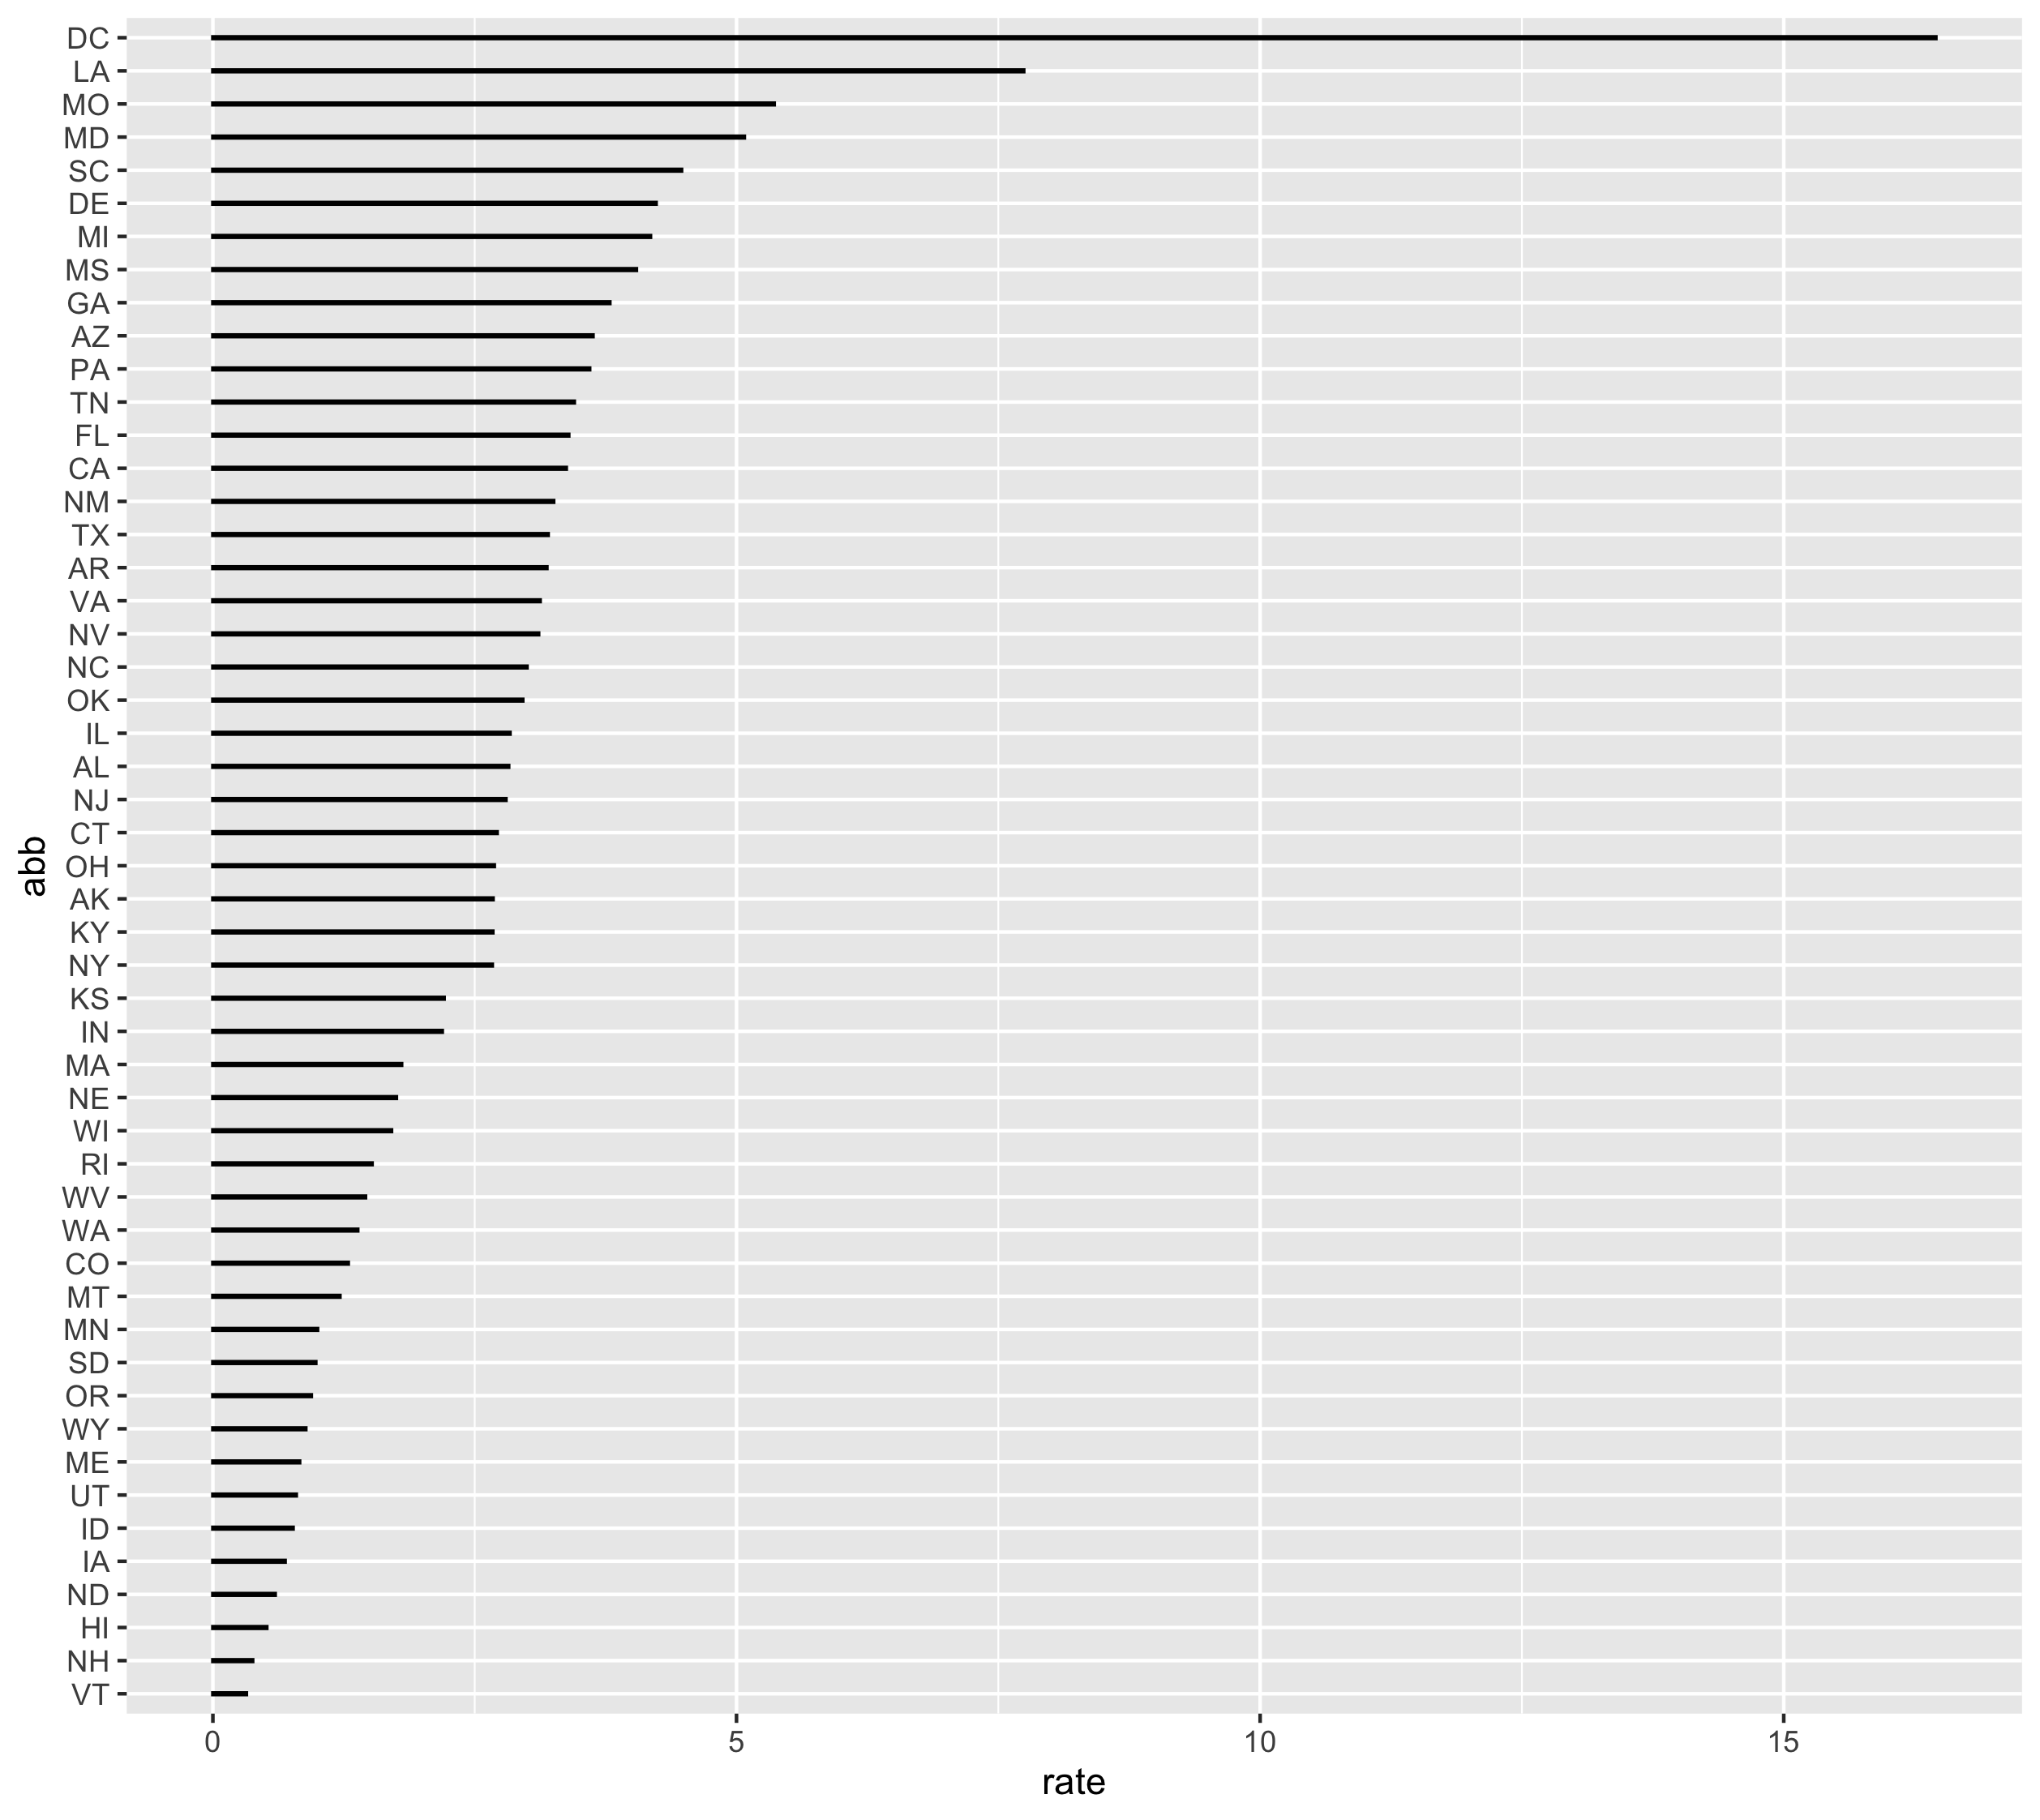 DC
LA
MO
MD
SC
DE
MI
MS
GA
AZ
PA
TN
FL
CA
NM
TX
AR
VA
NV
NC
OK
IL
AL
NJ
CT
OH
AK
KY
NY
KS
IN
MA
NE
WI
RI
WV
WA
CO
MT
MN
SD
OR
WY
ME
UT
ID
IA
ND
HI
NH
VT
abb
0 5 10 15
rate